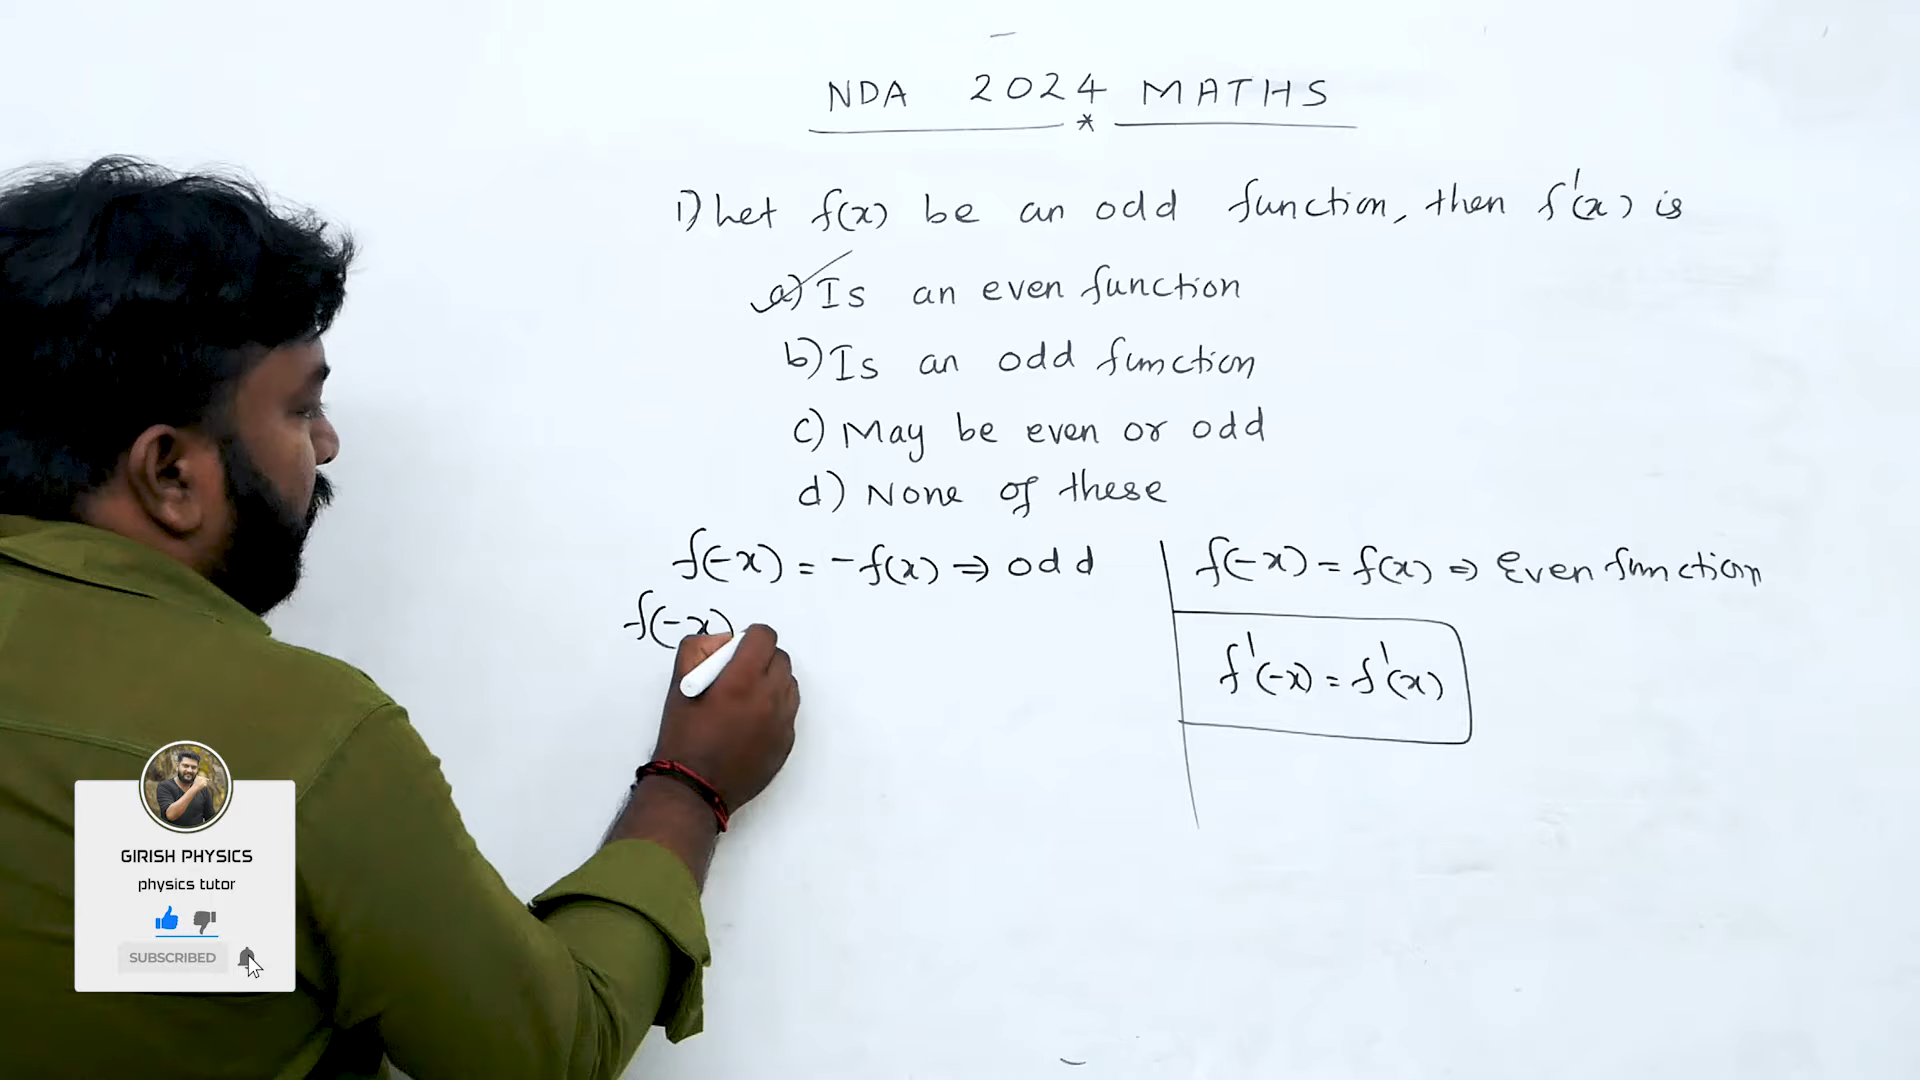 NDA 2024 MATHS
*
1) Let f(x) be an odd function, then f'(x) is
a) Is an even function
b) Is an odd function
c) May be even or odd
d) None of these
f(-x) = -f(x) ⇒ odd
f(-x)
f(-x) = f(x) ⇒ Even function
f'(-x) = f'(x)
GIRISH PHYSICS
physics tutor
SUBSCRIBED